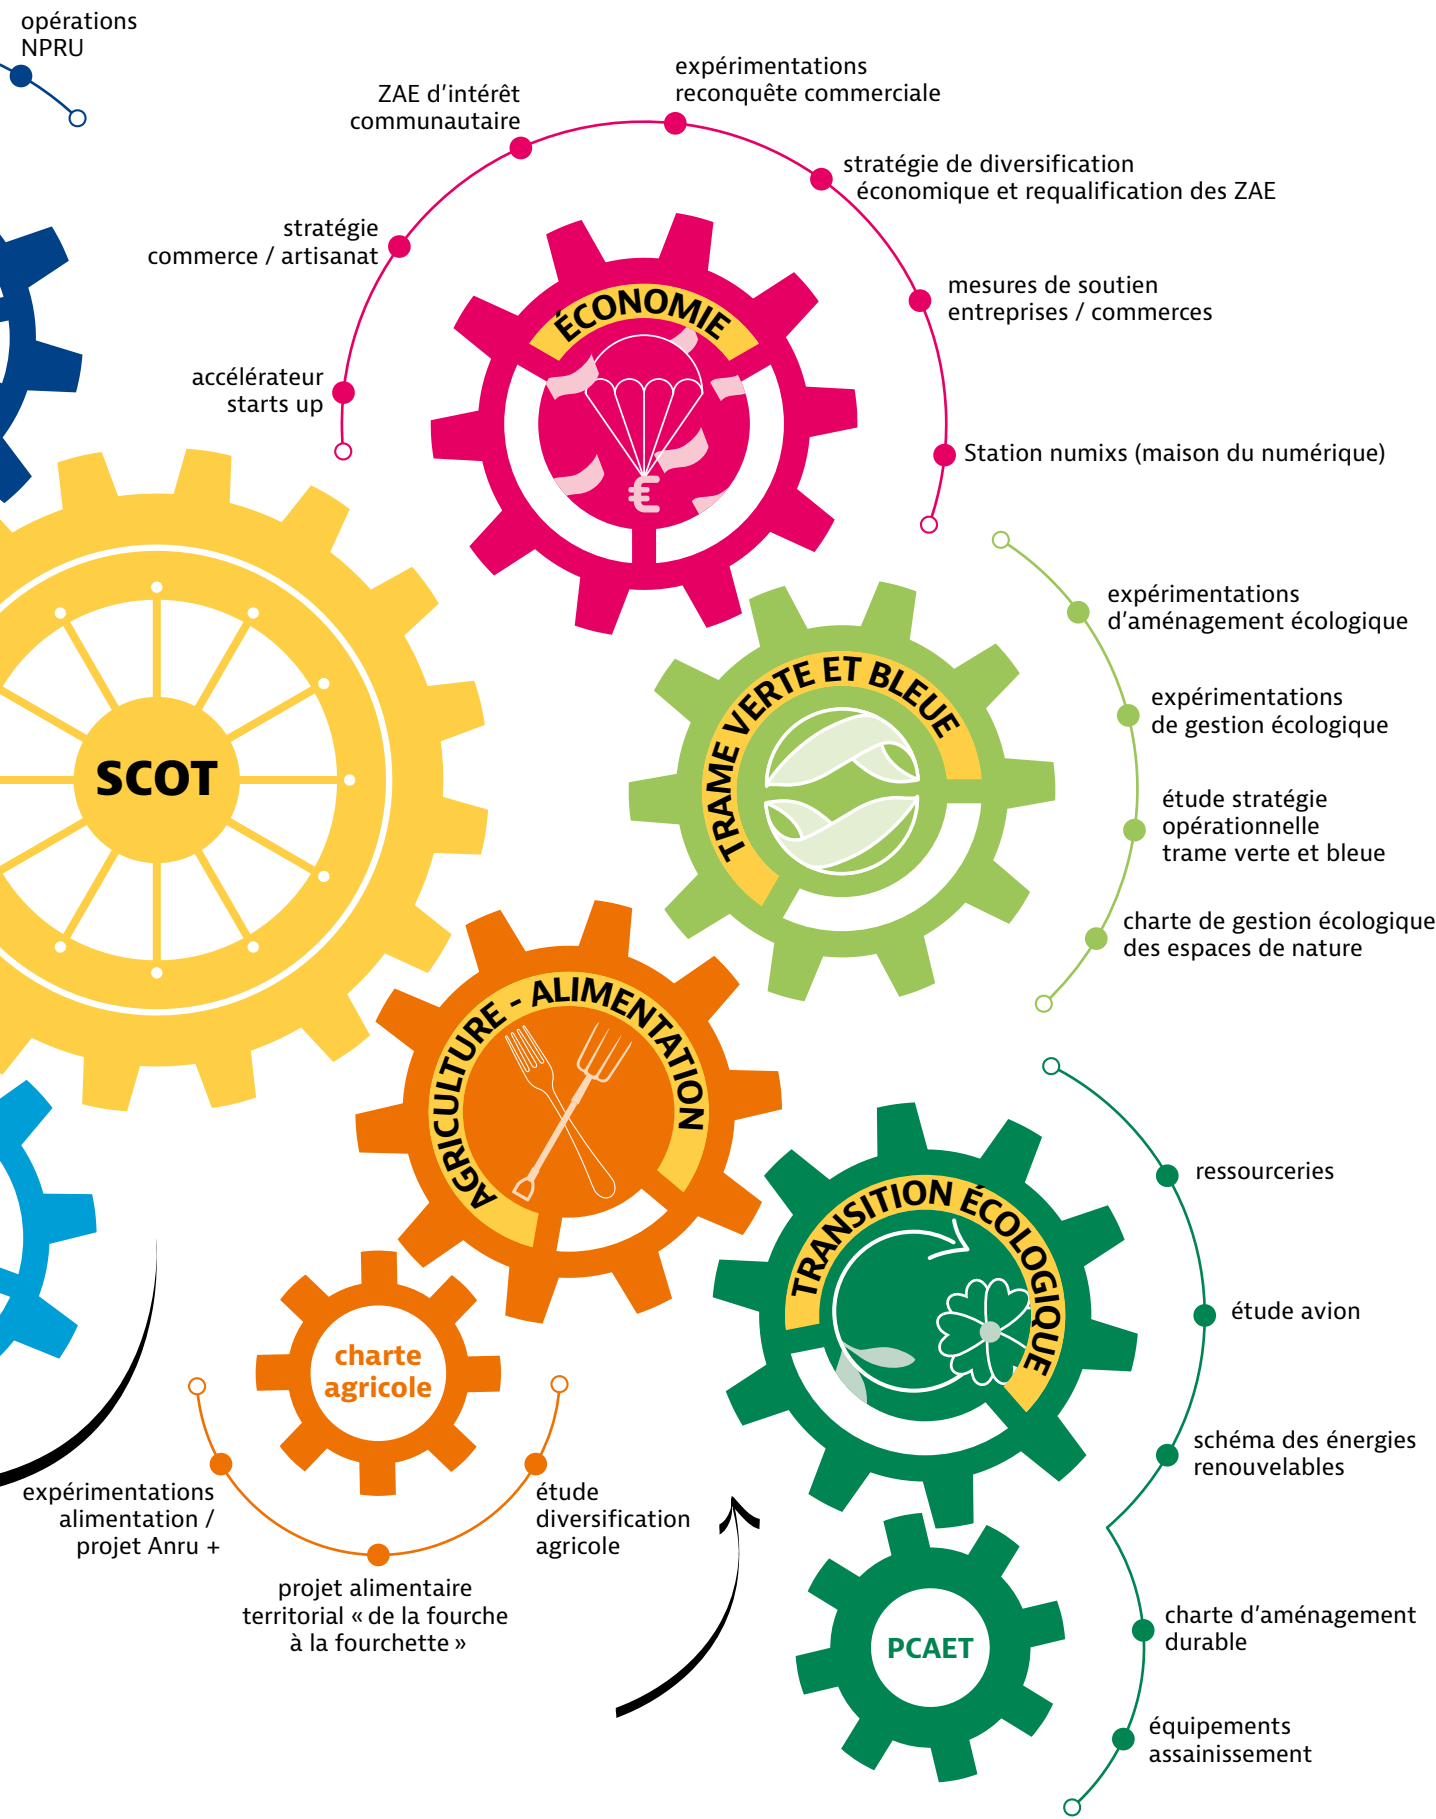 opérations
NPRU
expérimentations
reconquête commerciale
ZAE d'intérêt
communautaire
stratégie de diversification
économique et requalification des ZAE
stratégie
commerce / artisanat
mesures de soutien
entreprises / commerces
accélérateur
starts up
Station numixs (maison du numérique)
ÉCONOMIE
expérimentations
d'aménagement écologique
expérimentations
de gestion écologique
étude stratégie
opérationnelle
trame verte et bleue
charte de gestion écologique
des espaces de nature
TRAME VERTE ET BLEUE
SCOT
AGRICULTURE - ALIMENTATION
ressourceries
étude avion
schéma des énergies
renouvelables
TRANSITION ÉCOLOGIQUE
charte
agricole
expérimentations
alimentation /
projet Anru +
étude
diversification
agricole
projet alimentaire
territorial « de la fourche
à la fourchette »
PCAET
charte d'aménagement
durable
équipements
assainissement